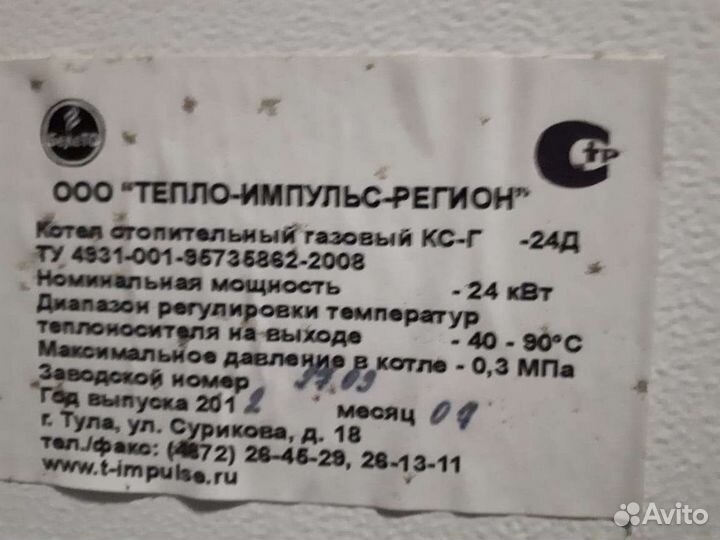 ООО "ТЕПЛО-ИМПУЛЬС-РЕГИОН"
Котел отопительный газовый КС-Г -24Д
ТУ 4931-001-95735862-2008
Номинальная мощность - 24 кВт
Диапазон регулировки температур
теплоносителя на выходе - 40 - 90°С
Максимальное давление в котле - 0,3 МПа
Заводской номер
Год выпуска 2012 месяц
г. Тула, ул. Сурикова, д. 18
тел./факс: (4872) 26-45-29, 26-13-11
www.t-impulse.ru
Avito